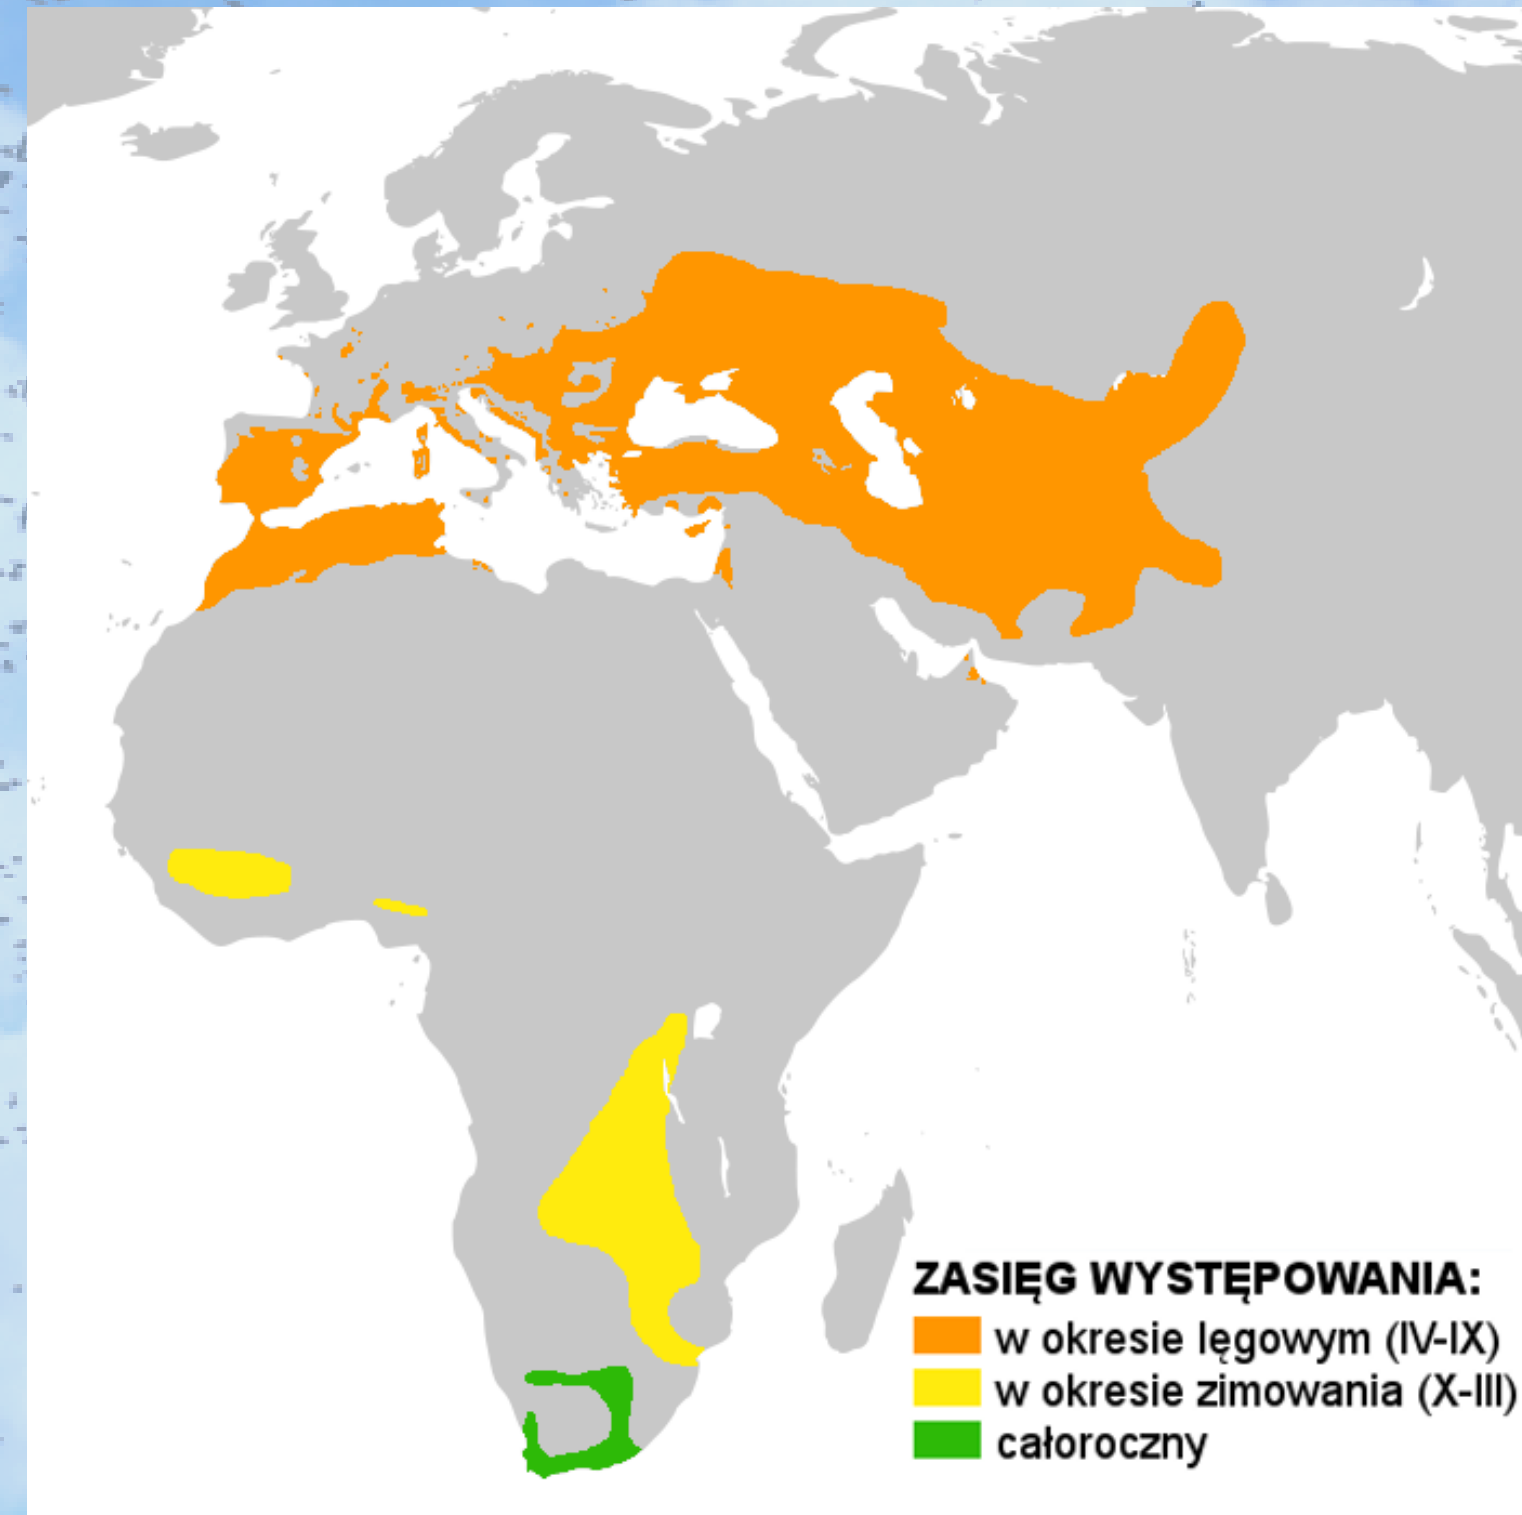 ZASIĘG WYSTĘPOWANIA:
w okresie lęgowym (IV-IX)
w okresie zimowania (X-III)
całoroczny